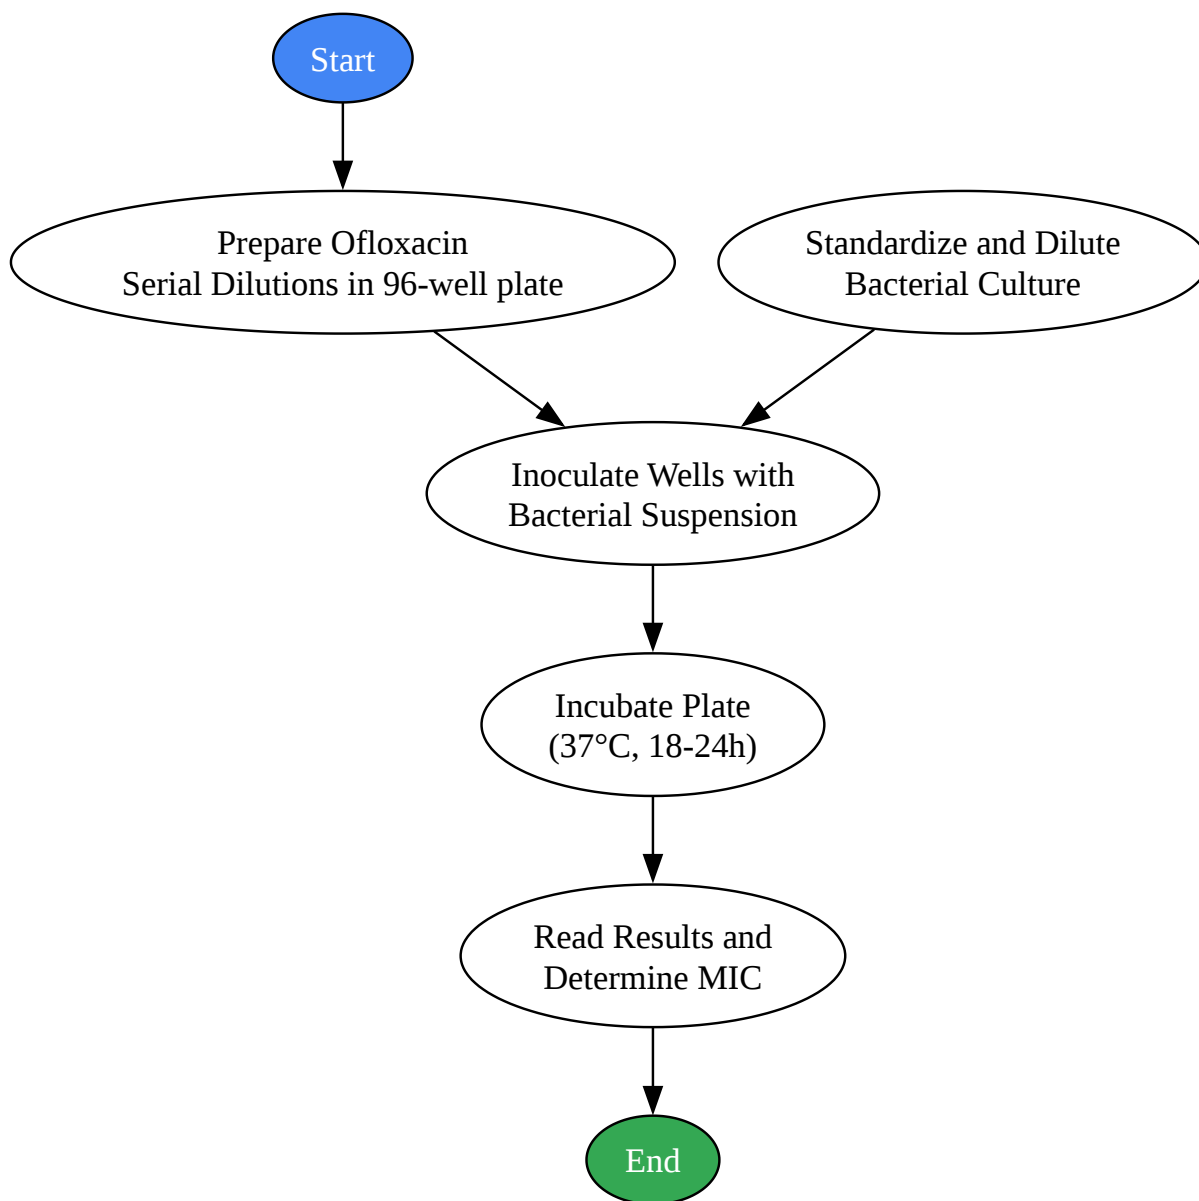 Start
Prepare Ofloxacin
Serial Dilutions in 96-well plate
Standardize and Dilute
Bacterial Culture
Inoculate Wells with
Bacterial Suspension
Incubate Plate
(37°C, 18-24h)
Read Results and
Determine MIC
End